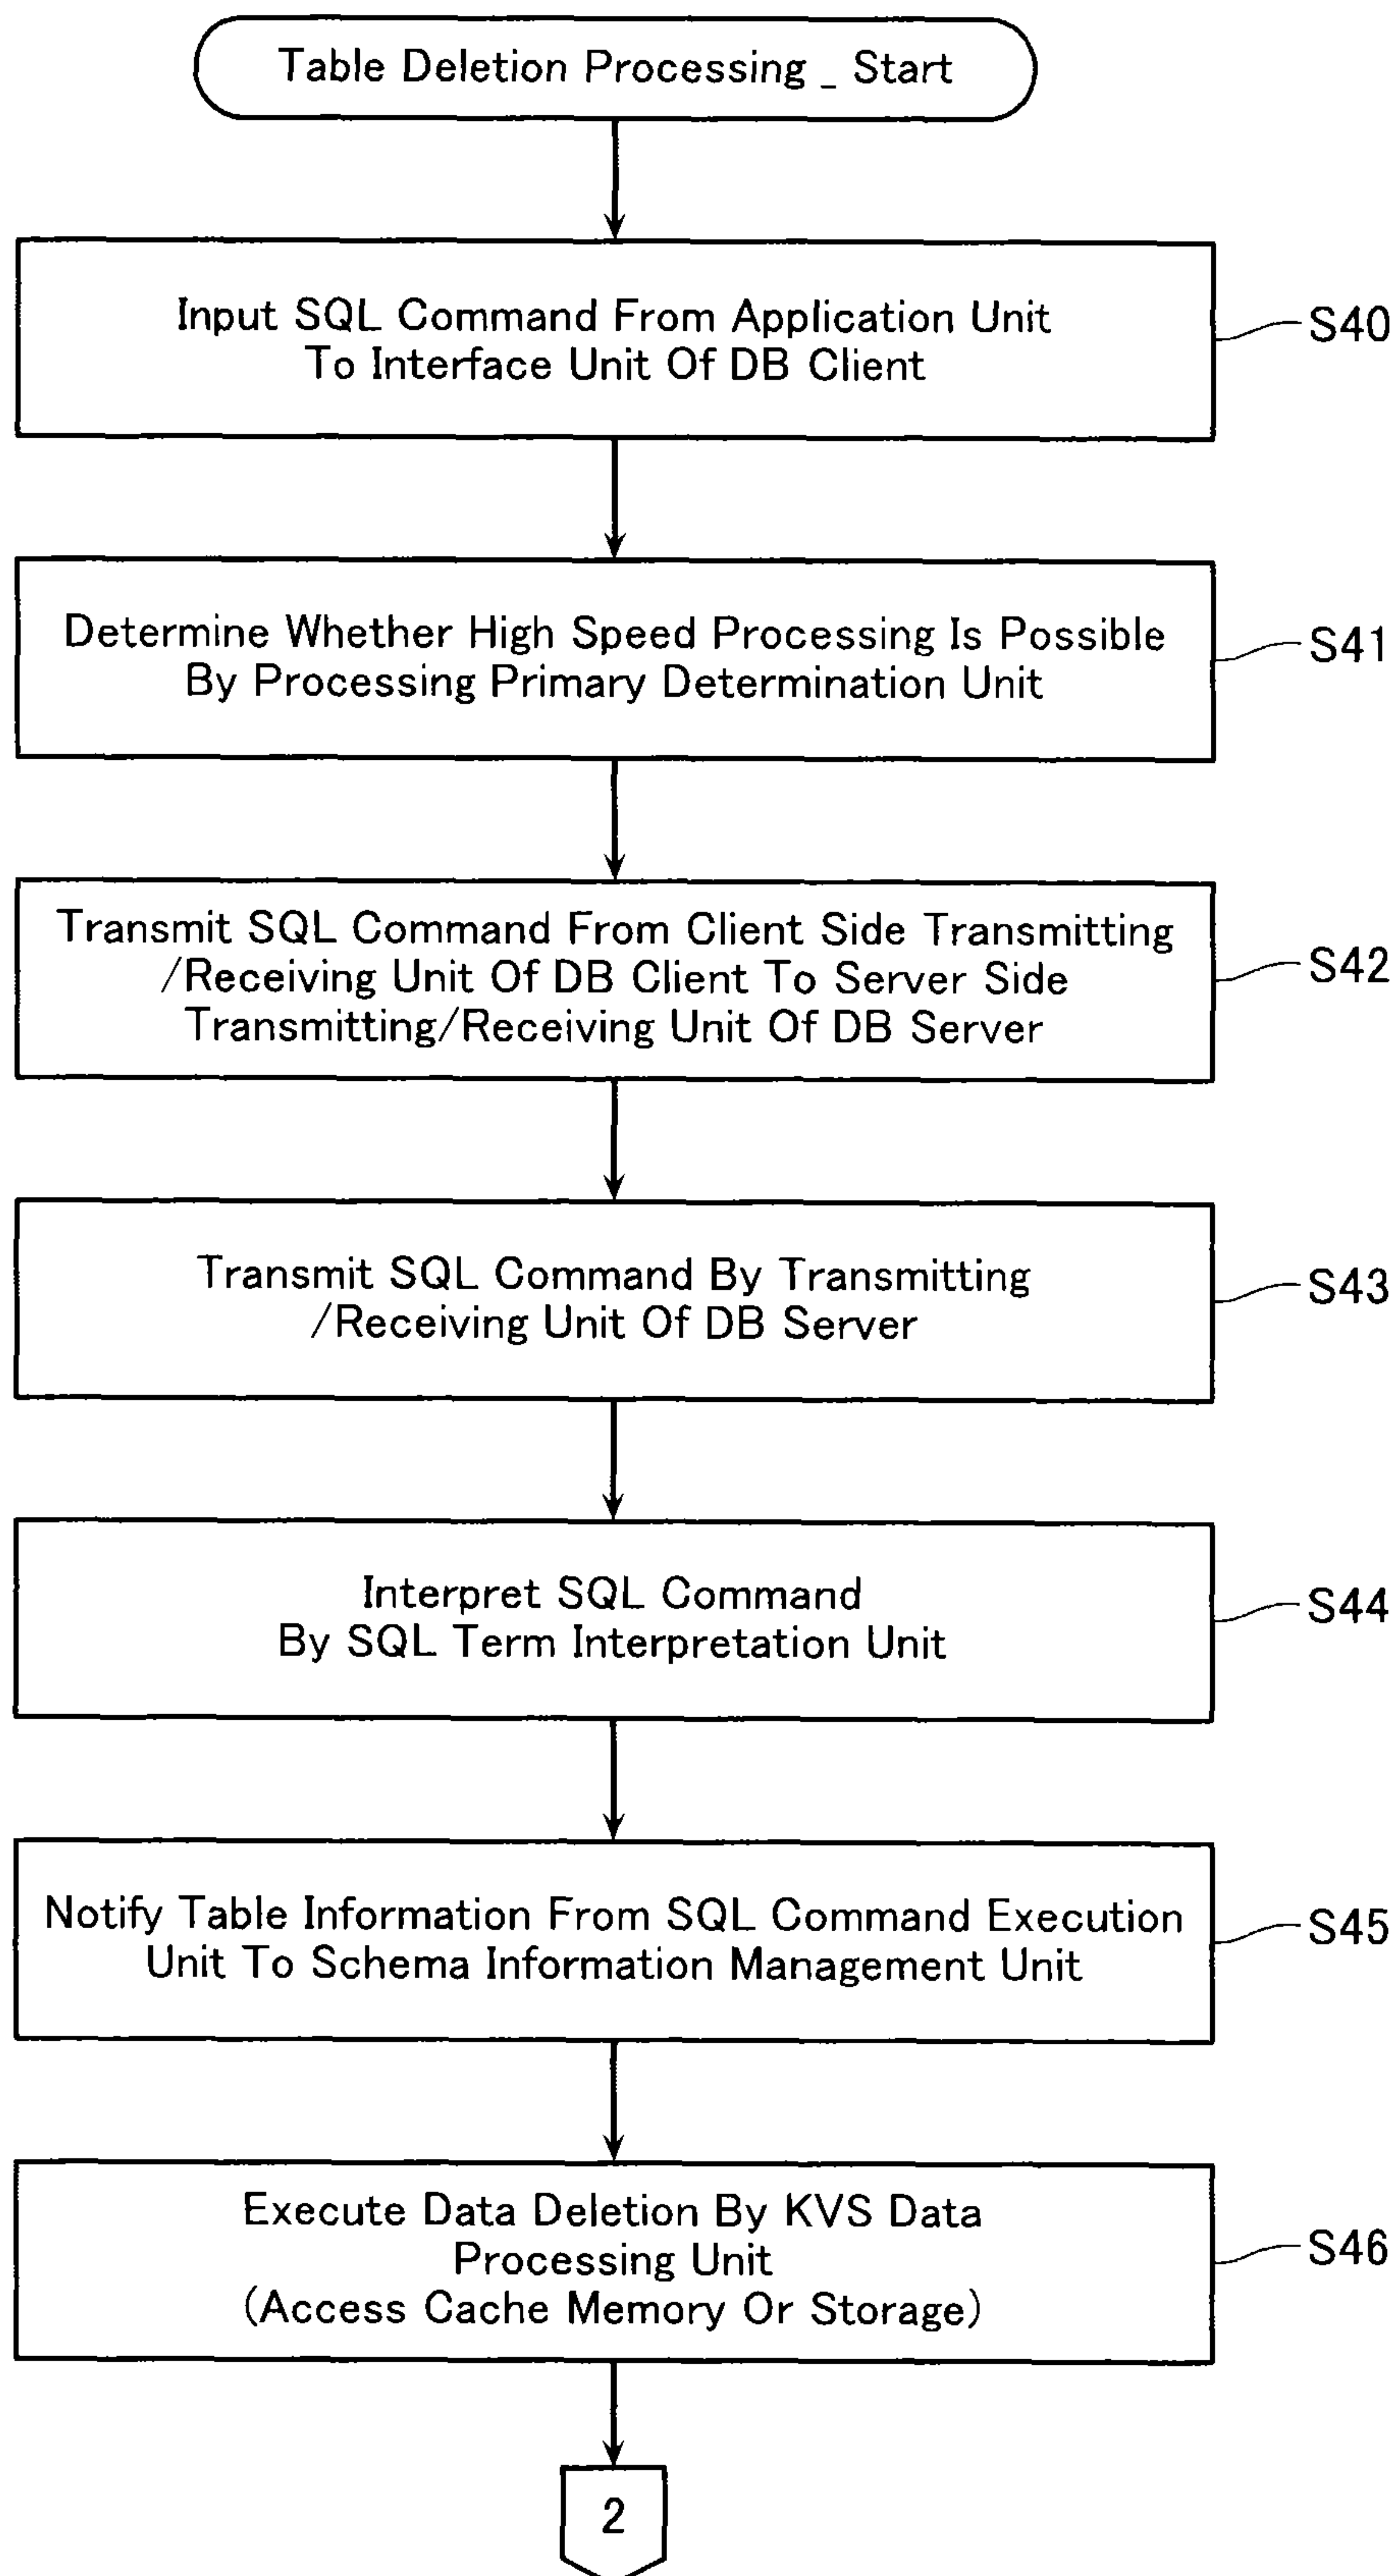 Table Deletion Processing _ Start
Input SQL Command From Application Unit
To Interface Unit Of DB Client
S40
Determine Whether High Speed Processing Is Possible
By Processing Primary Determination Unit
S41
Transmit SQL Command From Client Side Transmitting
/Receiving Unit Of DB Client To Server Side
Transmitting/Receiving Unit Of DB Server
S42
Transmit SQL Command By Transmitting
/Receiving Unit Of DB Server
S43
Interpret SQL Command
By SQL Term Interpretation Unit
S44
Notify Table Information From SQL Command Execution
Unit To Schema Information Management Unit
S45
Execute Data Deletion By KVS Data
Processing Unit
(Access Cache Memory Or Storage)
S46
2